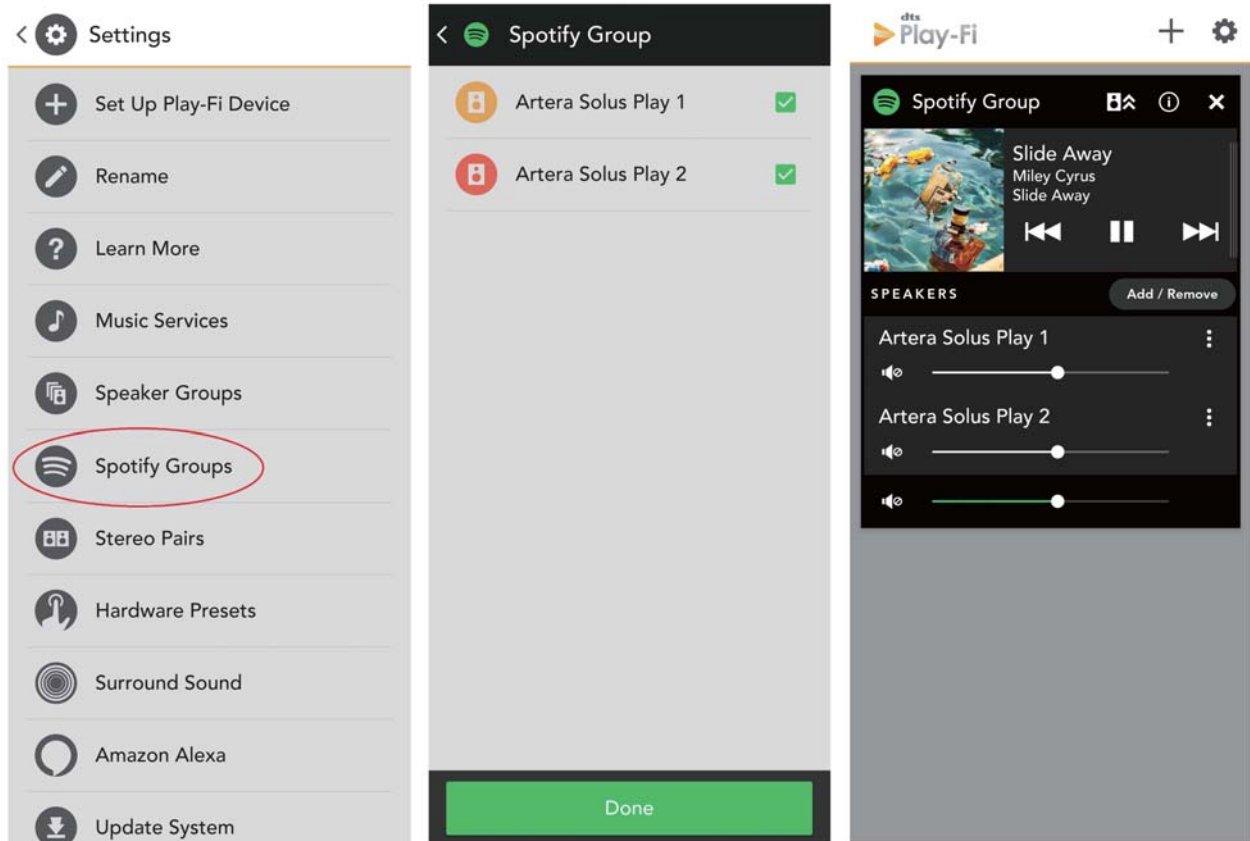 Settings
Set Up Play-Fi Device
Rename
Learn More
Music Services
Speaker Groups
Spotify Groups
Stereo Pairs
Hardware Presets
Surround Sound
Amazon Alexa
Update System
Spotify Group
Artera Solus Play 1
Artera Solus Play 2
Done
dts
Play-Fi
Spotify Group
Slide Away
Miley Cyrus
Slide Away
SPEAKERS
Add / Remove
Artera Solus Play 1
Artera Solus Play 2